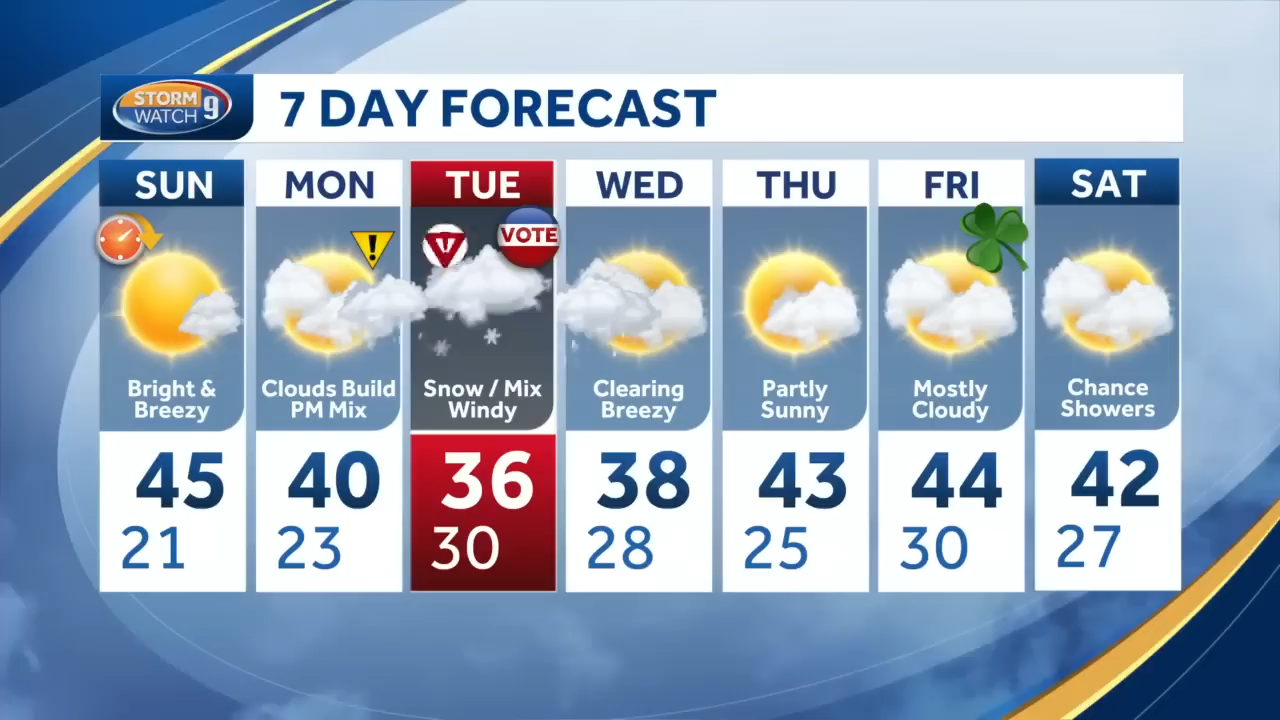 STORM
WATCH 9
7 DAY FORECAST
SUN
Bright &
Breezy
45
21
MON
!
Clouds Build
PM Mix
40
23
TUE
VOTE
Snow / Mix
Windy
36
30
WED
Clearing
Breezy
38
28
THU
Partly
Sunny
43
25
FRI
Mostly
Cloudy
44
30
SAT
Chance
Showers
42
27